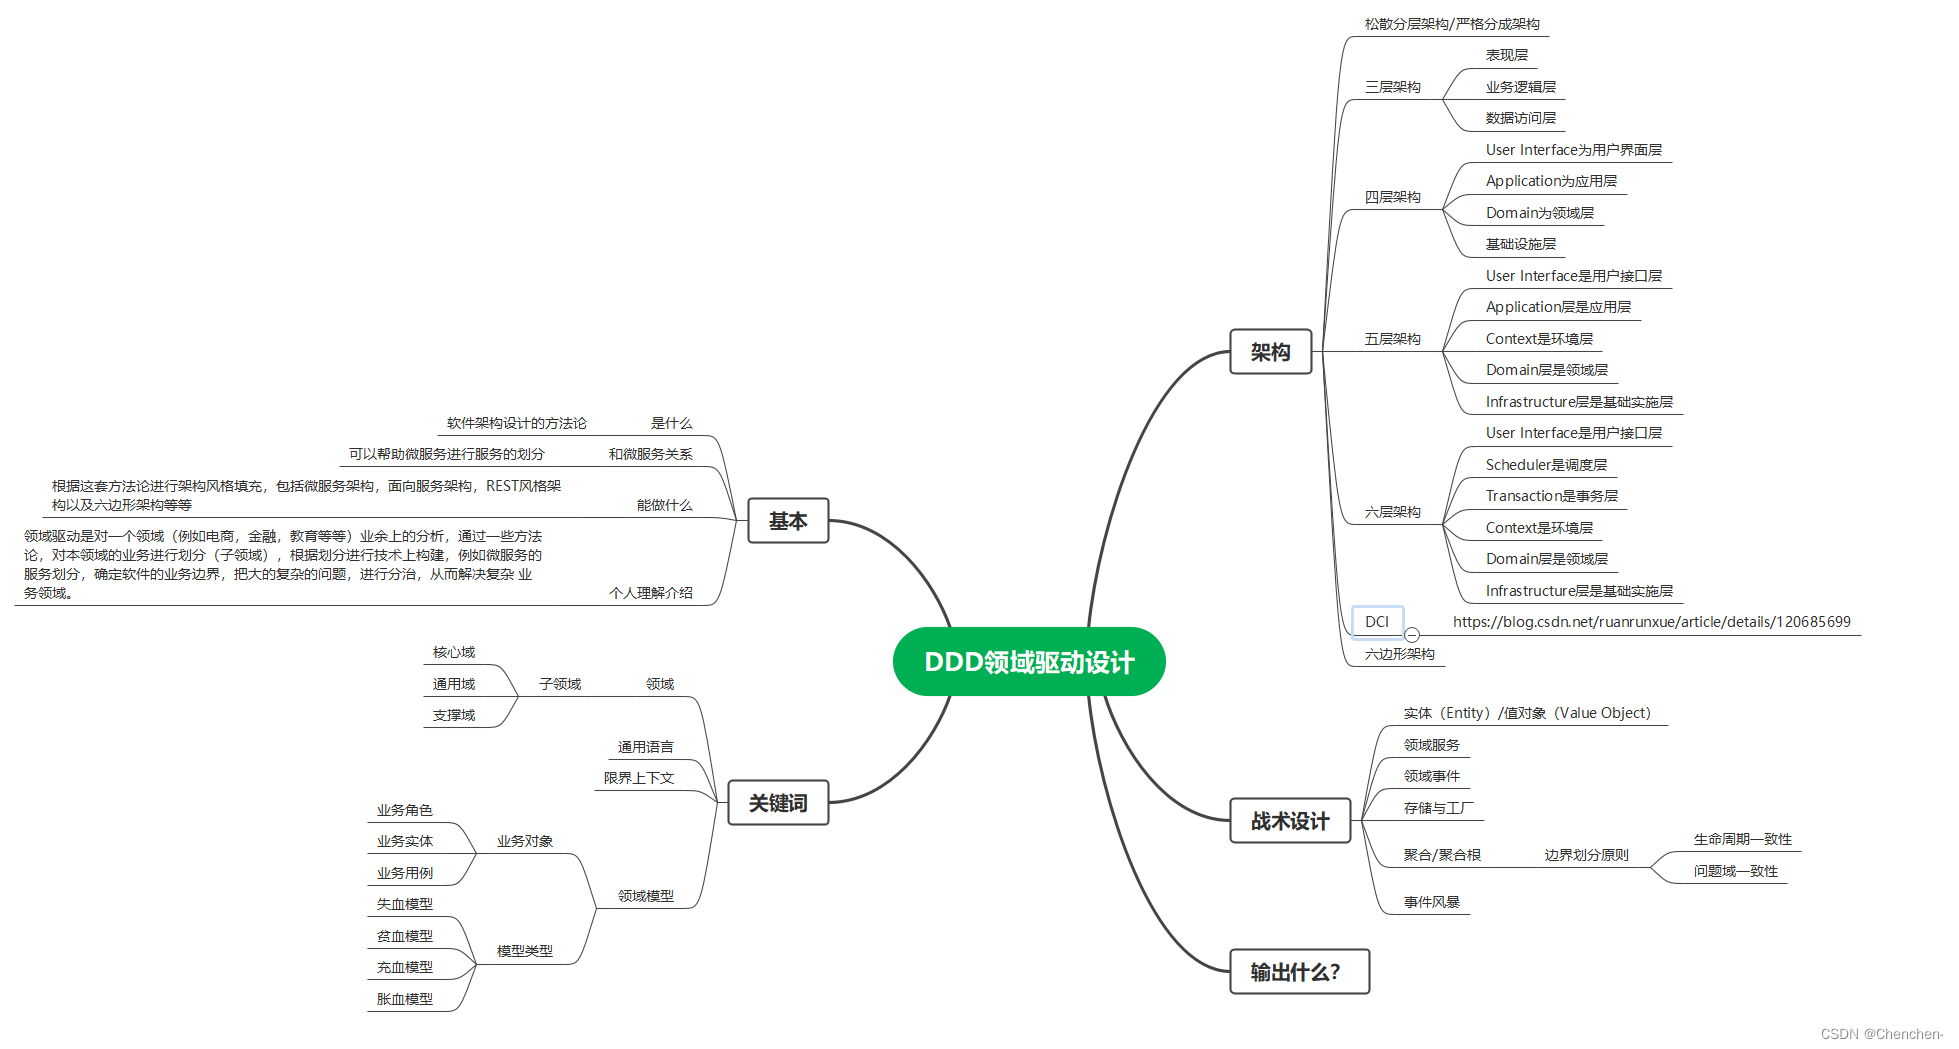 DDD领域驱动设计
基本
是什么
软件架构设计的方法论
和微服务关系
可以帮助微服务进行服务的划分
能做什么
根据这套方法论进行架构风格填充，包括微服务架构，面向服务架构，REST风格架
构以及六边形架构等等
个人理解介绍
领域驱动是对一个领域（例如电商，金融，教育等等）业余上的分析，通过一些方法
论，对本领域的业务进行划分（子领域），根据划分进行技术上构建，例如微服务的
服务划分，确定软件的业务边界，把大的复杂的问题，进行分治，从而解决复杂 业
务领域。
关键词
领域
子领域
核心域
通用域
支撑域
通用语言
限界上下文
领域模型
业务对象
业务角色
业务实体
业务用例
模型类型
失血模型
贫血模型
充血模型
胀血模型
架构
松散分层架构/严格分成架构
三层架构
表现层
业务逻辑层
数据访问层
四层架构
User Interface为用户界面层
Application为应用层
Domain为领域层
基础设施层
五层架构
User Interface是用户接口层
Application层是应用层
Context是环境层
Domain层是领域层
Infrastructure层是基础实施层
六层架构
User Interface是用户接口层
Scheduler是调度层
Transaction是事务层
Context是环境层
Domain层是领域层
Infrastructure层是基础实施层
DCI
https://blog.csdn.net/ruanrunxue/article/details/120685699
六边形架构
战术设计
实体（Entity）/值对象（Value Object）
领域服务
领域事件
存储与工厂
聚合/聚合根
边界划分原则
生命周期一致性
问题域一致性
事件风暴
输出什么？
CSDN @Chenchen-